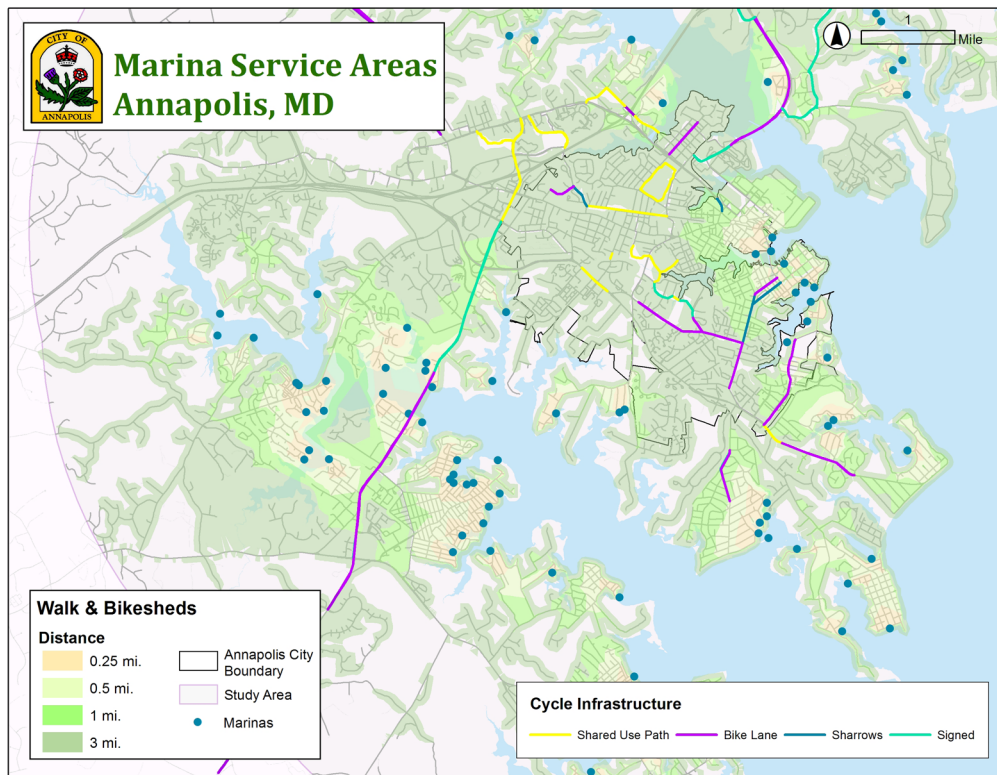 CITY OF
ANNAPOLIS
Marina Service Areas
Annapolis, MD
1
Mile
Walk & Bikesheds
Distance
0.25 mi.
0.5 mi.
1 mi.
3 mi.
Annapolis City
Boundary
Study Area
Marinas
Cycle Infrastructure
Shared Use Path
Bike Lane
Sharrows
Signed